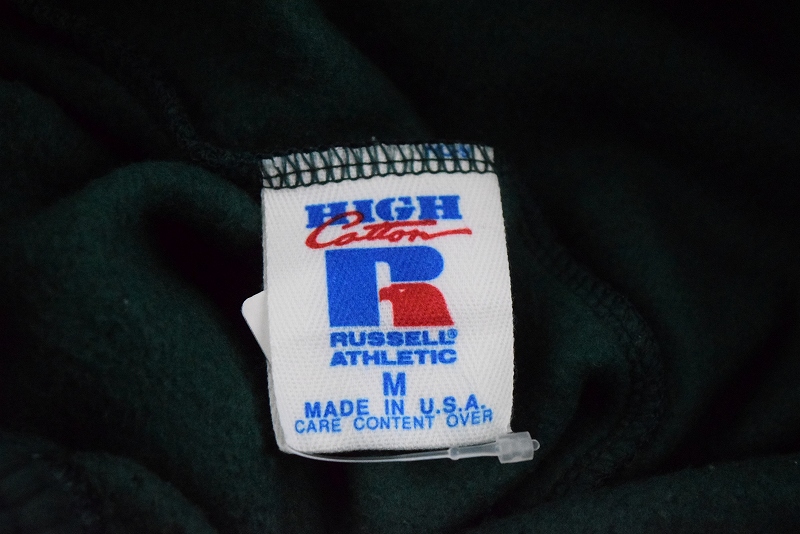 HIGH
Cotton
R
RUSSELL®
ATHLETIC
M
MADE IN U.S.A.
CARE CONTENT OVER